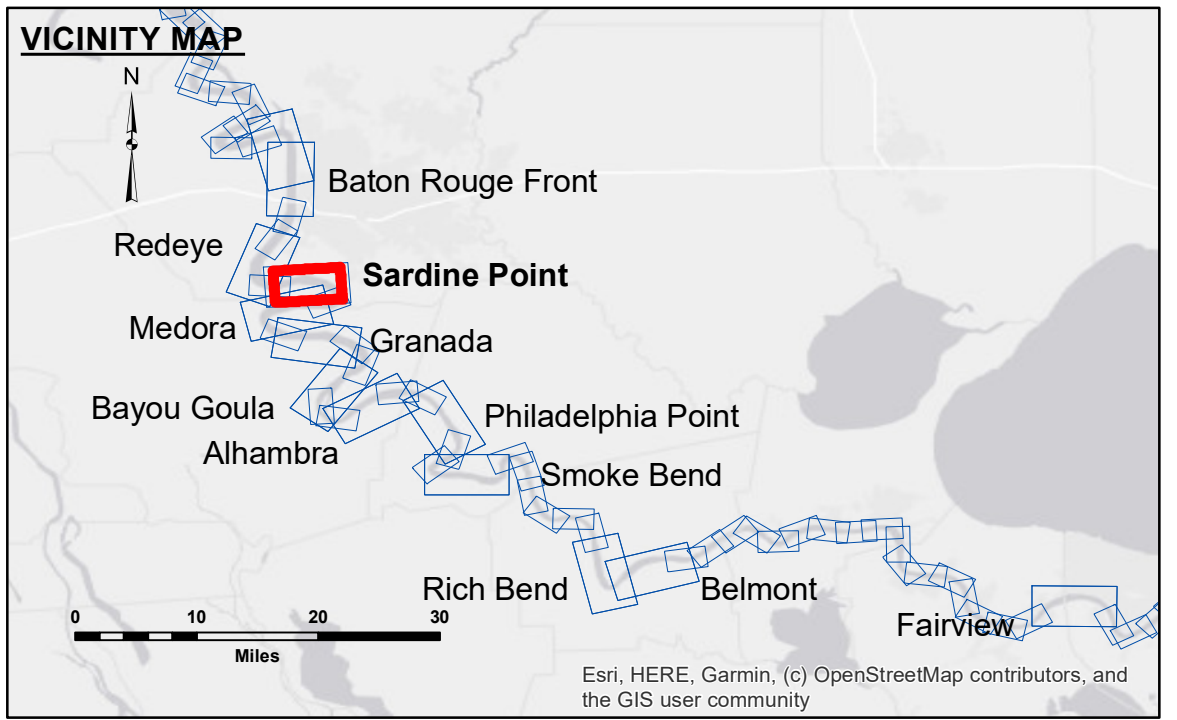 VICINITY MAP
N
Baton Rouge Front
Redeye
Sardine Point
Medora
Granada
Bayou Goula
Philadelphia Point
Alhambra
Smoke Bend
Rich Bend
Belmont
Fairview
0 10 20 30
Miles
Esri, HERE, Garmin, (c) OpenStreetMap contributors, and
the GIS user community